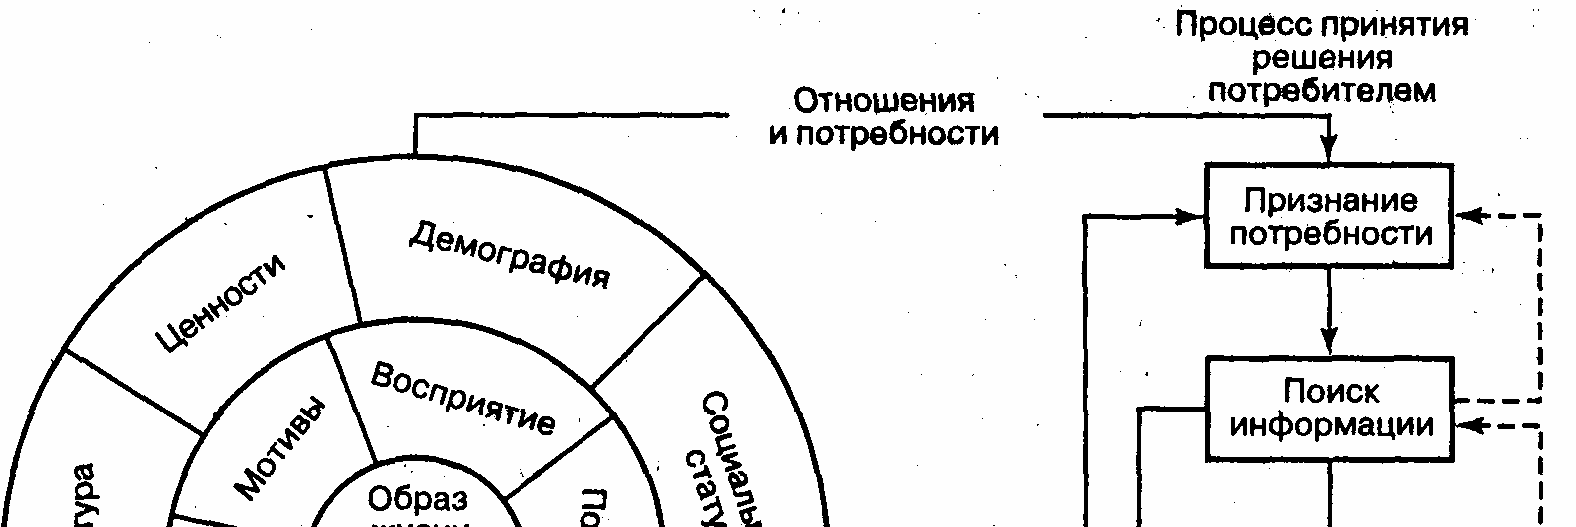 Процесс принятия
решения
потребителем
Отношения
и потребности
Признание
потребности
Поиск
информации
Демография
Ценности
Восприятие
Мотивы
Образ